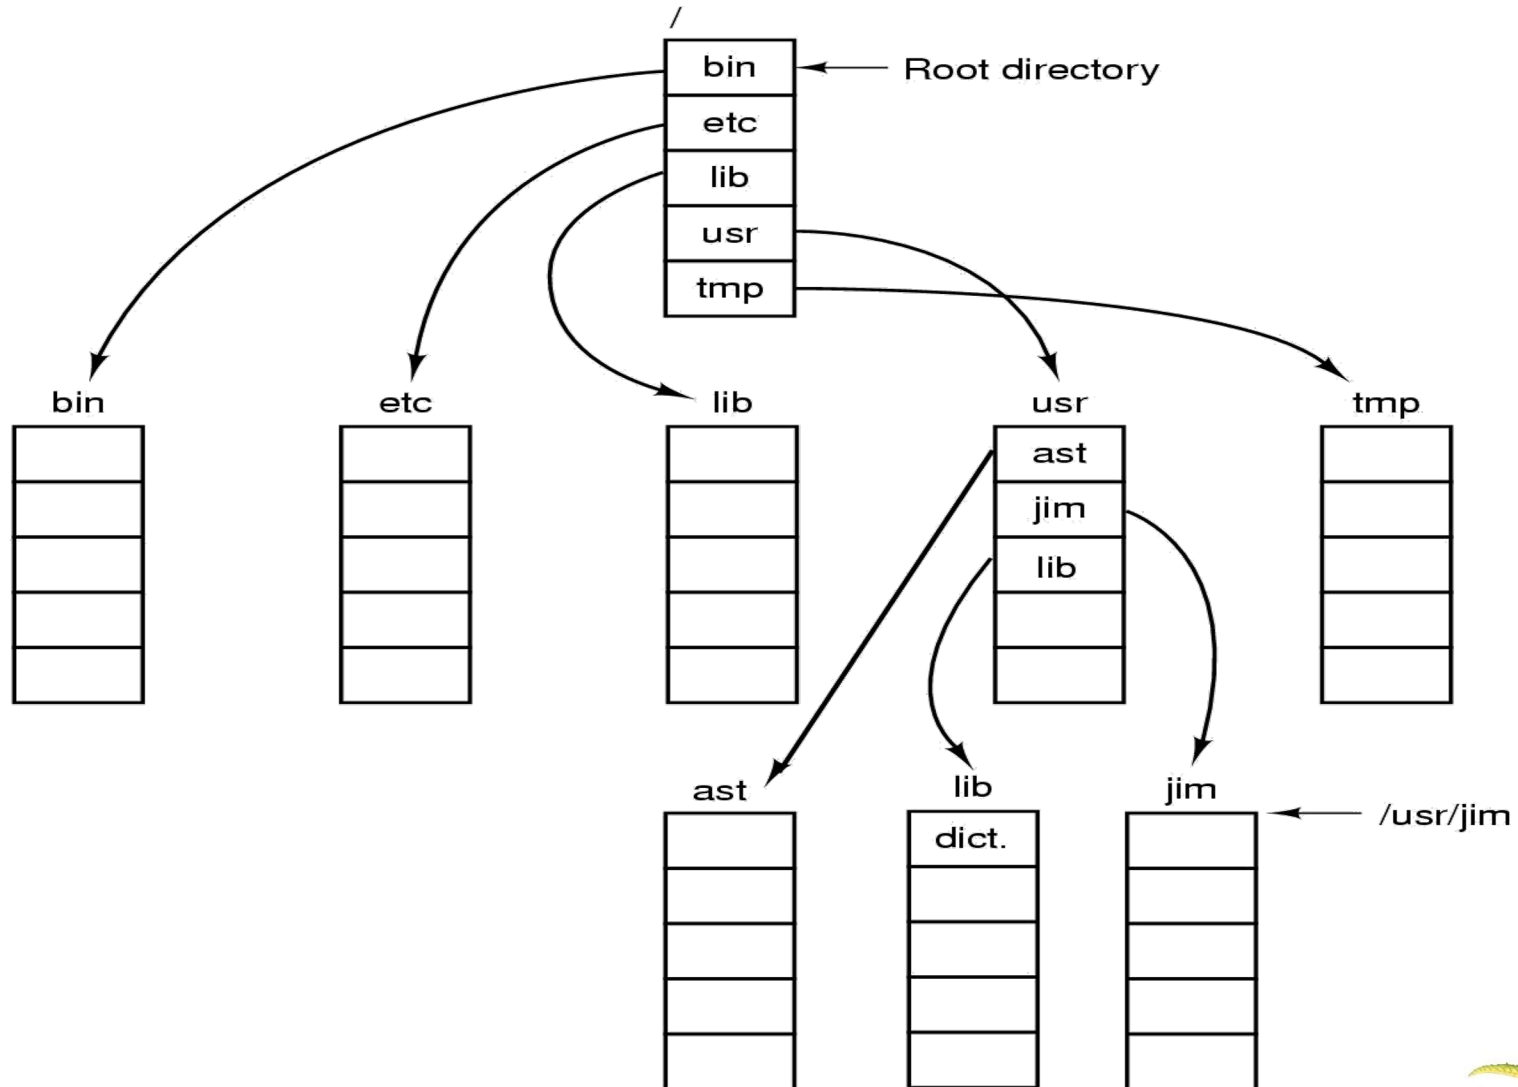 /
bin
Root directory
etc
lib
usr
tmp
bin
etc
lib
usr
tmp
ast
jim
lib
ast
lib
jim
/usr/jim
dict.